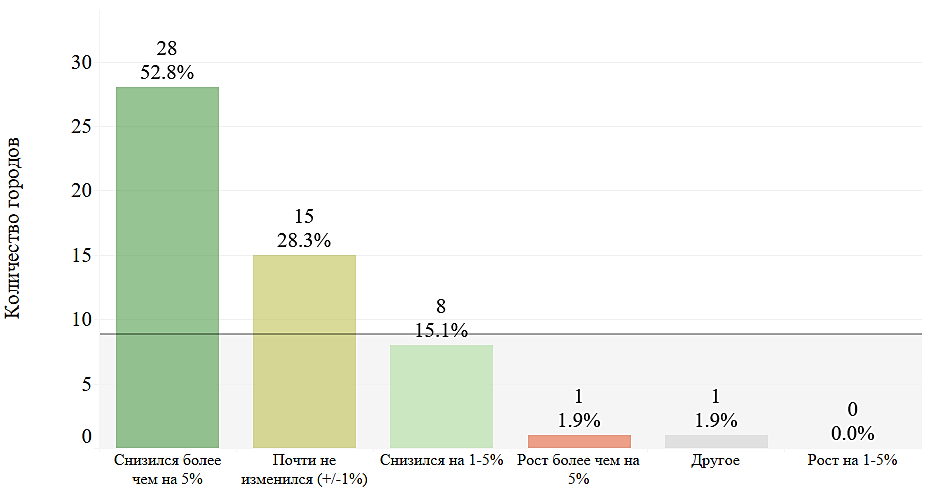 Количество городов
30
25
20
15
10
5
0
28
52.8%
15
28.3%
8
15.1%
1
1.9%
1
1.9%
0
0.0%
Снизился более
чем на 5%
Почти не
изменился (+/-1%)
Снизился на 1-5%
Рост более чем на
5%
Другое
Рост на 1-5%